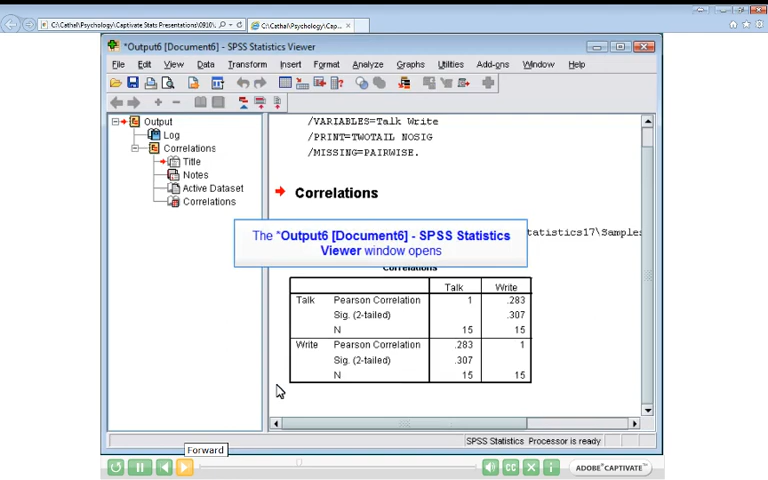 C:\Cathal\Psychology\Captivate Stats Presentations\0910\
C:\Cathal\Psychology\Cap...
*Output6 [Document6] - SPSS Statistics Viewer
File Edit View Data Transform Insert Format Analyze Graphs Utilities Add-ons Window Help
Output
Log
Correlations
Title
Notes
Active Dataset
Correlations
/VARIABLES=Talk Write
/PRINT=TWOTAIL NOSIG
/MISSING=PAIRWISE.
Correlations
tatistics17\Sample
The *Output6 [Document6] - SPSS Statistics
Viewer window opens
Correlations
Talk Write
Talk Pearson Correlation 1 .283
Sig. (2-tailed) .307
N 15 15
Write Pearson Correlation .283 1
Sig. (2-tailed) .307
N 15 15
SPSS Statistics Processor is ready
Forward
CC
ADOBE® CAPTIVATE™